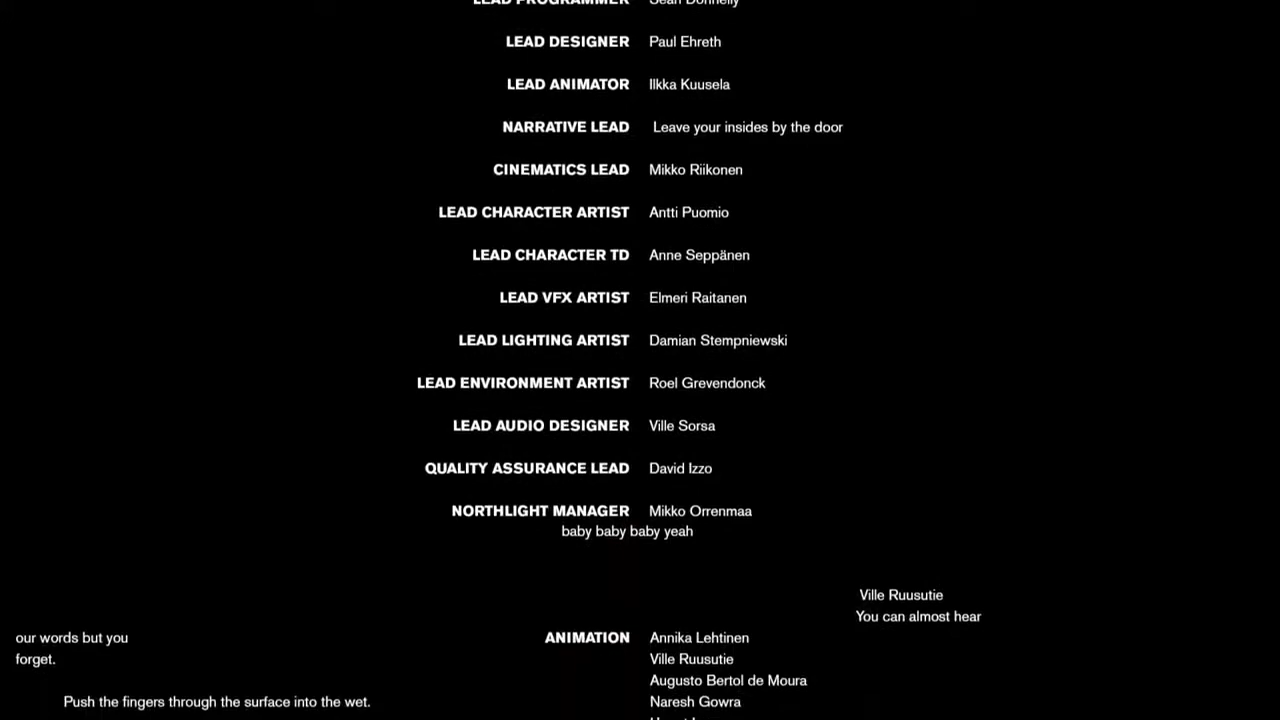 LEAD PROGRAMMER Sean Donnelly
LEAD DESIGNER Paul Ehreth
LEAD ANIMATOR Ilkka Kuusela
NARRATIVE LEAD Leave your insides by the door
CINEMATICS LEAD Mikko Riikonen
LEAD CHARACTER ARTIST Antti Puomio
LEAD CHARACTER TD Anne Seppänen
LEAD VFX ARTIST Elmeri Raitanen
LEAD LIGHTING ARTIST Damian Stempniewski
LEAD ENVIRONMENT ARTIST Roel Grevendonck
LEAD AUDIO DESIGNER Ville Sorsa
QUALITY ASSURANCE LEAD David Izzo
NORTHLIGHT MANAGER Mikko Orrenmaa
baby baby baby yeah
Ville Ruusutie
You can almost hear
our words but you
forget.
Push the fingers through the surface into the wet.
ANIMATION Annika Lehtinen
Ville Ruusutie
Augusto Bertol de Moura
Naresh Gowra